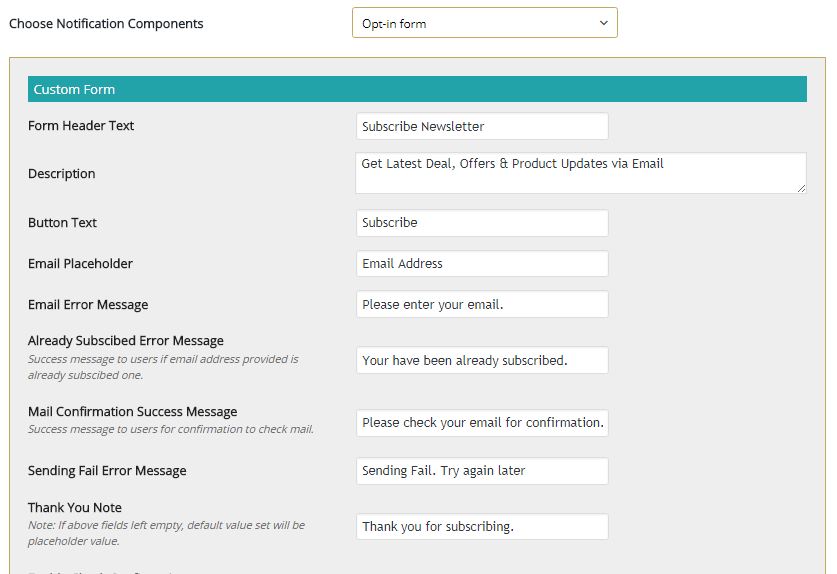 Choose Notification Components
Opt-in form
Custom Form
Form Header Text
Subscribe Newsletter
Description
Get Latest Deal, Offers & Product Updates via Email
Button Text
Subscribe
Email Placeholder
Email Address
Email Error Message
Please enter your email.
Already Subscibed Error Message
Success message to users if email address provided is
already subscibed one.
Your have been already subscribed.
Mail Confirmation Success Message
Success message to users for confirmation to check mail.
Please check your email for confirmation.
Sending Fail Error Message
Sending Fail. Try again later
Thank You Note
Note: If above fields left empty, default value set will be
placeholder value.
Thank you for subscribing.